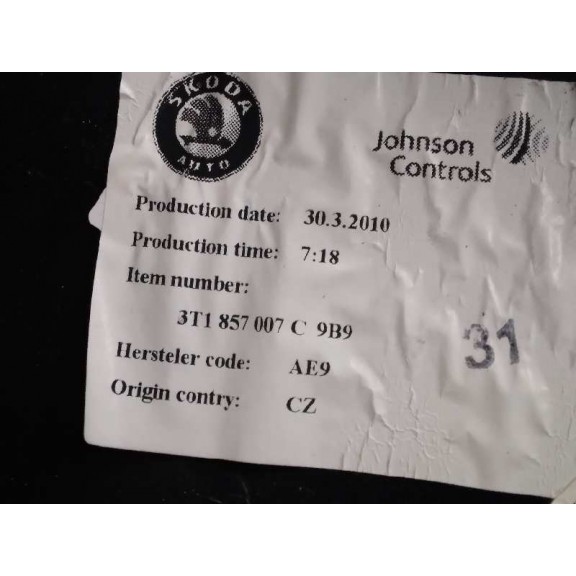 SKODA
AUTO
Johnson
Controls
Production date: 30.3.2010
Production time: 7:18
Item number:
3T1 857 007 C 9B9
31
Hersteler code: AE9
Origin contry: CZ